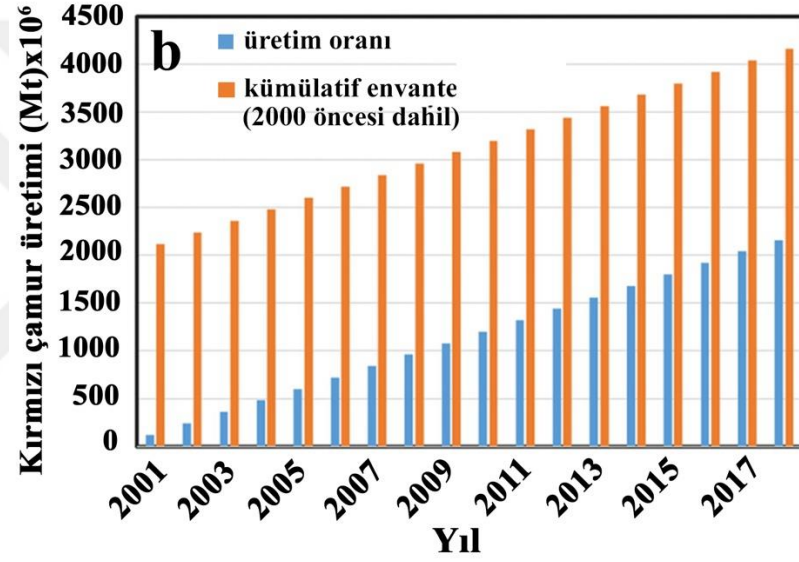 b
üretim oranı
kümülatif envante
(2000 öncesi dahil)
Kırmızı çamur üretimi (Mt)x10⁶
4500
4000
3500
3000
2500
2000
1500
1000
500
0
2001 2003 2005 2007 2009 2011 2013 2015 2017
Yıl